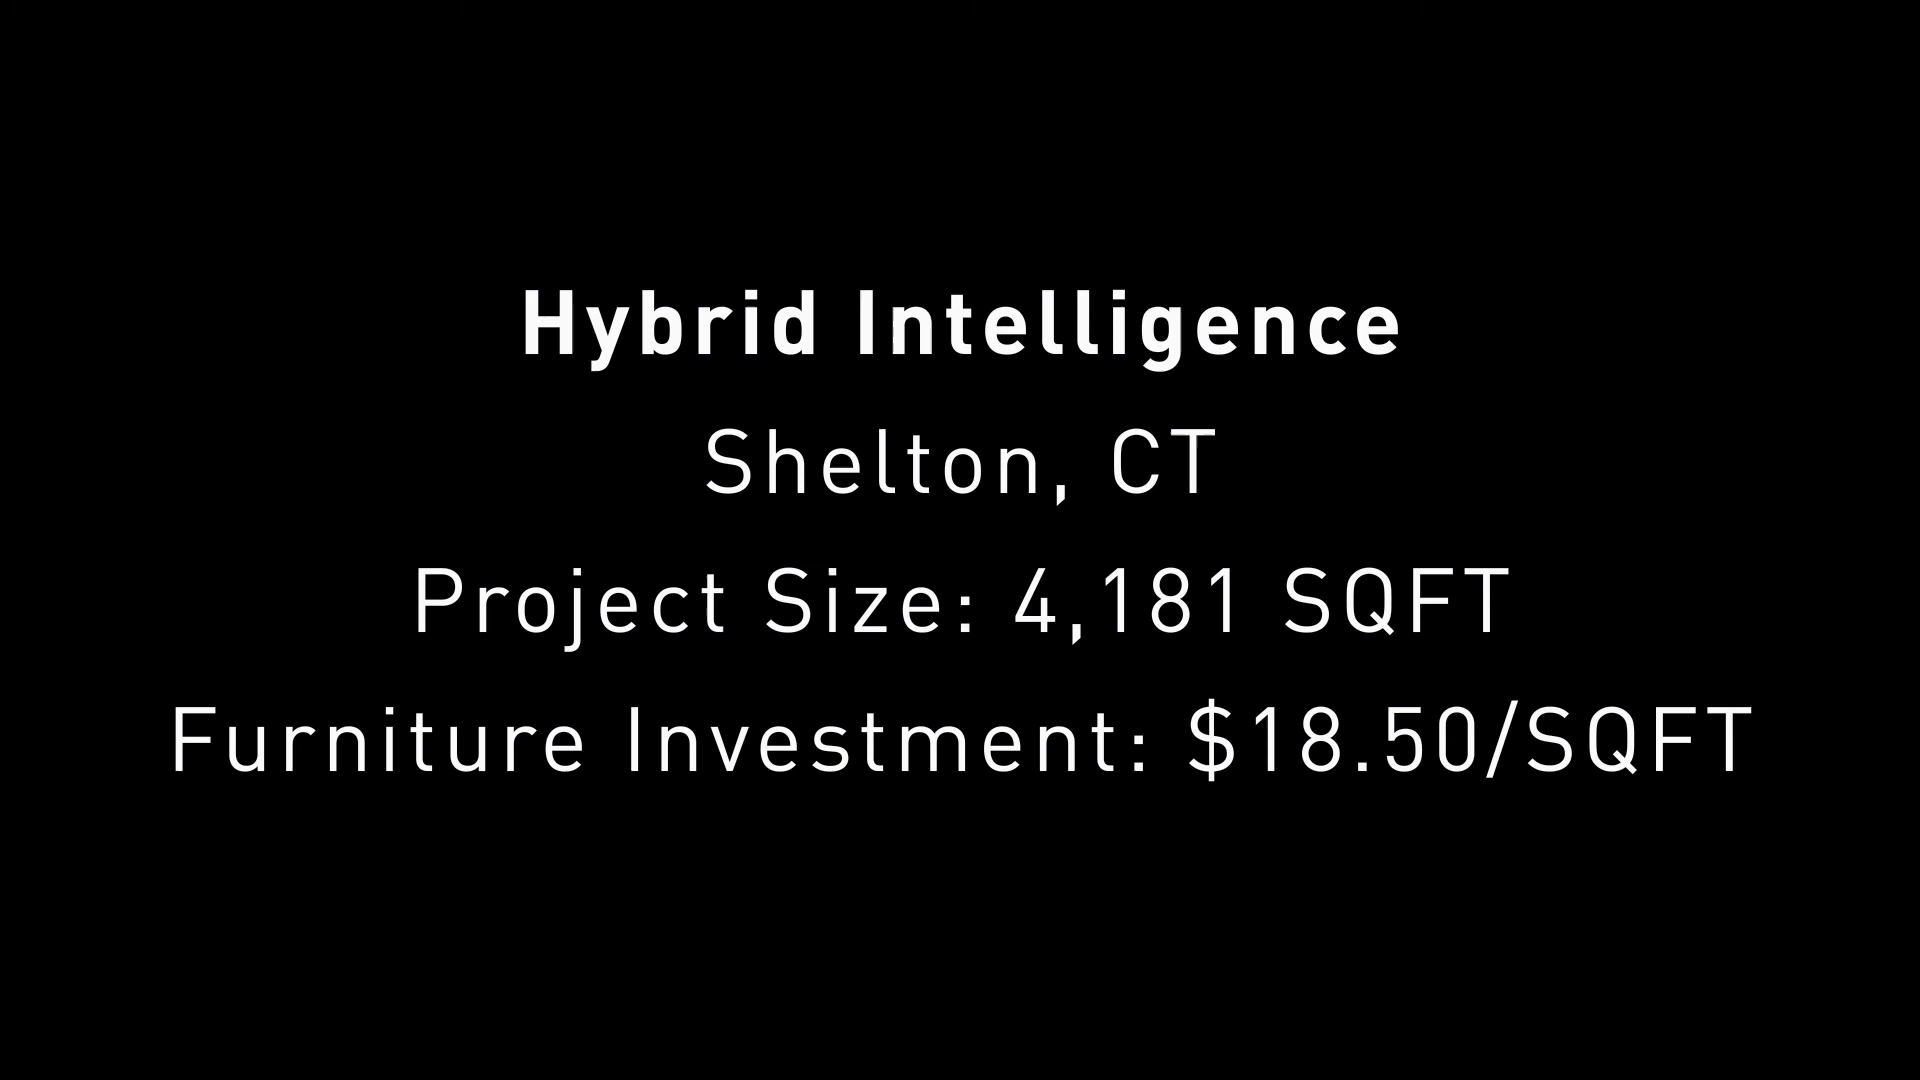 Hybrid Intelligence
Shelton, CT
Project Size: 4,181 SQFT
Furniture Investment: $18.50/SQFT